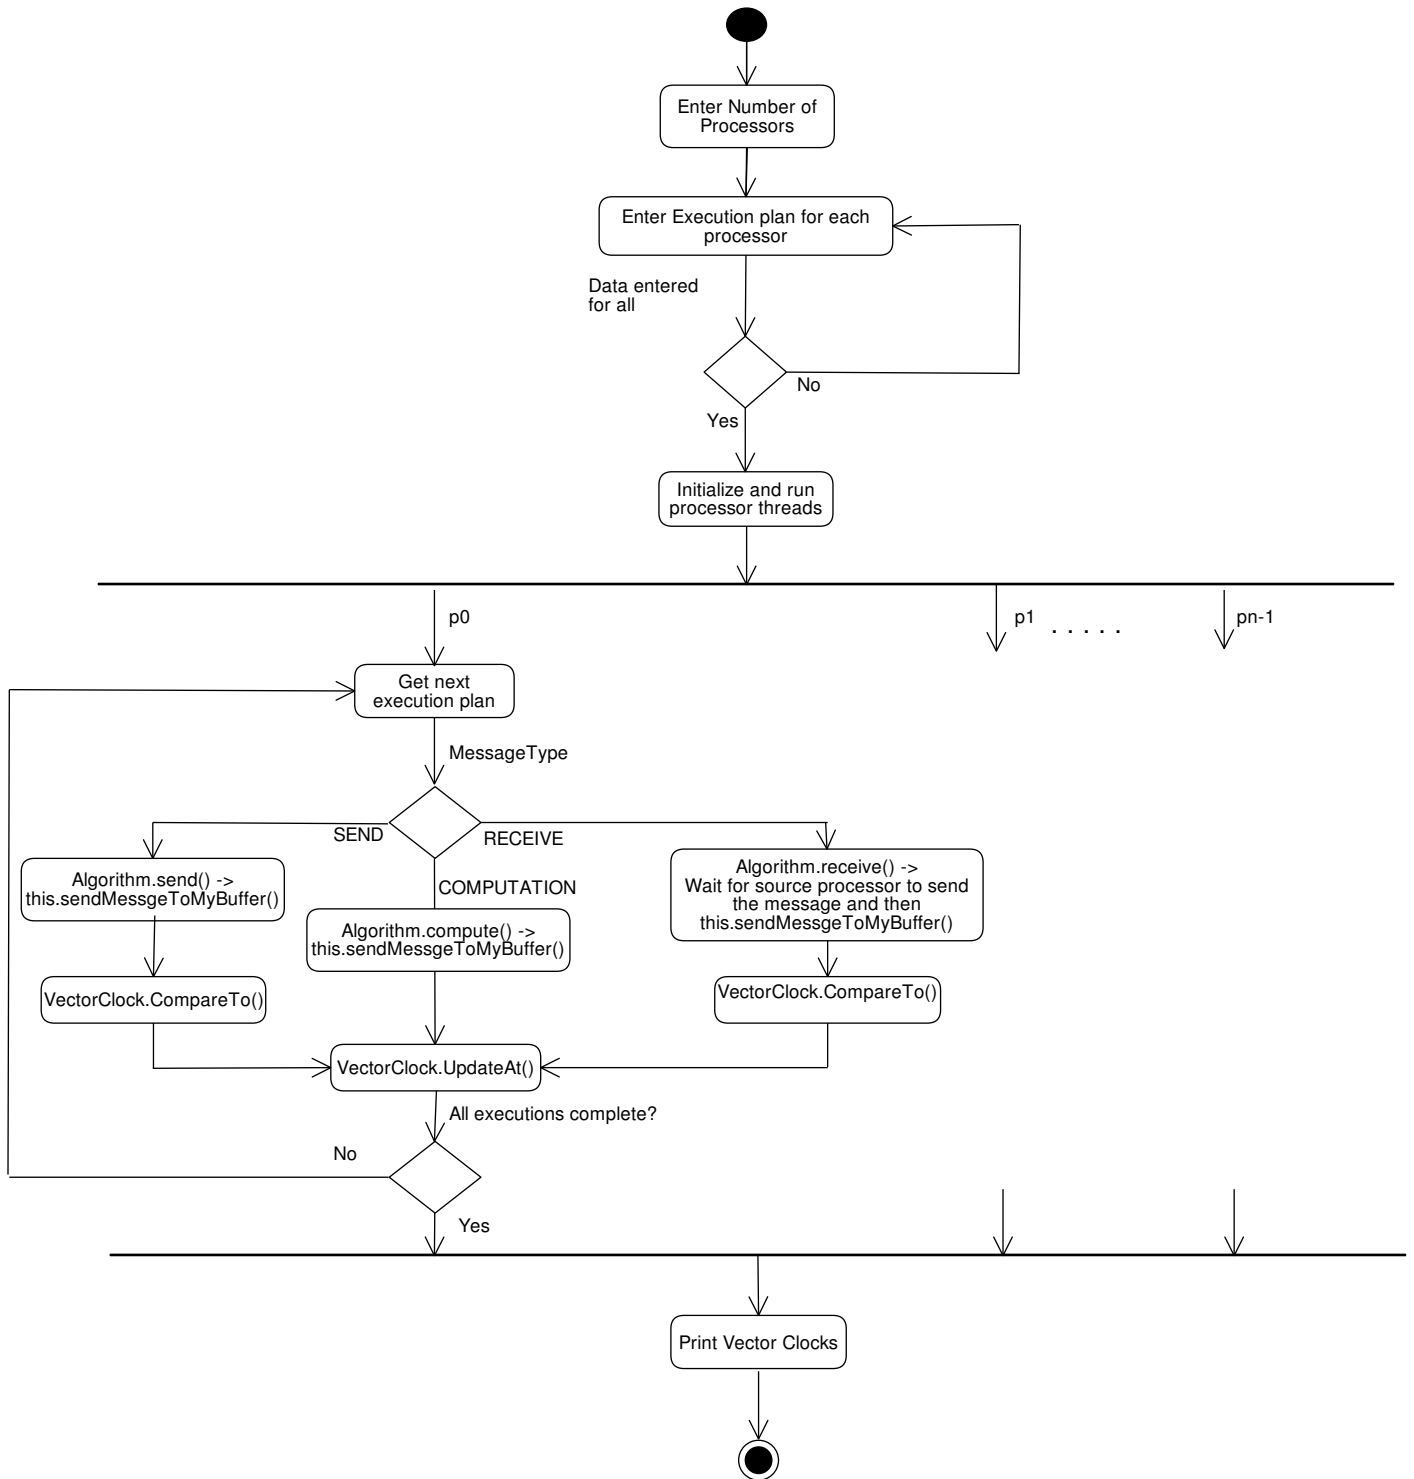 Enter Number of
Processors
Enter Execution plan for each
processor
Data entered
for all
No
Yes
Initialize and run
processor threads
p0
p1
. . . . .
pn-1
Get next
execution plan
MessageType
SEND
RECEIVE
COMPUTATION
Algorithm.send() ->
this.sendMessgeToMyBuffer()
Algorithm.compute() ->
this.sendMessgeToMyBuffer()
Algorithm.receive() ->
Wait for source processor to send
the message and then
this.sendMessgeToMyBuffer()
VectorClock.CompareTo()
VectorClock.CompareTo()
VectorClock.UpdateAt()
All executions complete?
No
Yes
Print Vector Clocks